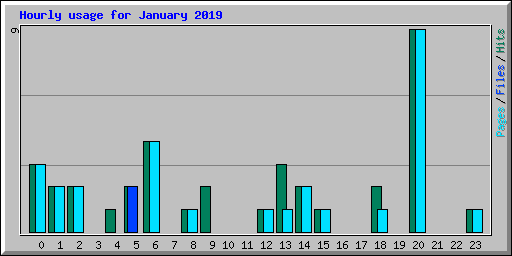 Hourly usage for January 2019
9
Pages/Files/Hits
0 1 2 3 4 5 6 7 8 9 10 11 12 13 14 15 16 17 18 19 20 21 22 23